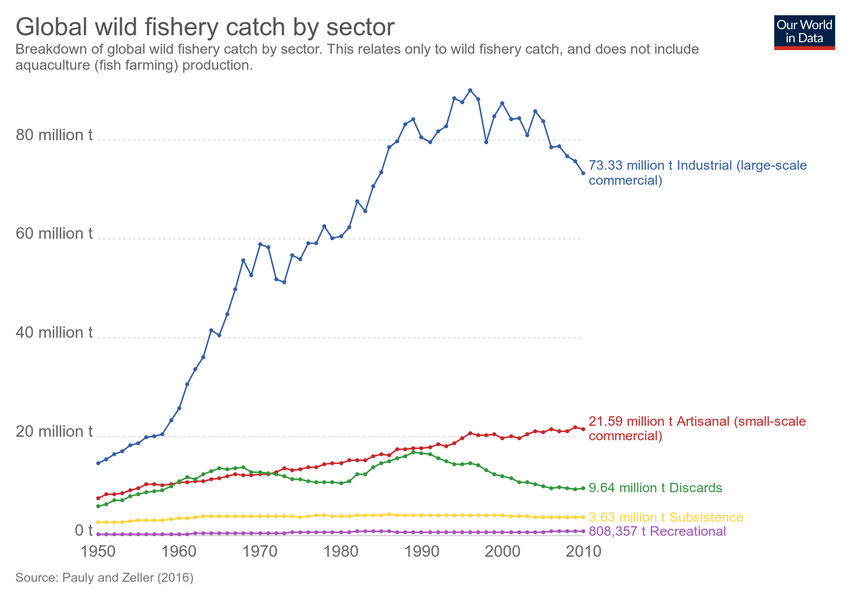 Global wild fishery catch by sector
Our World
in Data
Breakdown of global wild fishery catch by sector. This relates only to wild fishery catch, and does not include
aquaculture (fish farming) production.
80 million t
73.33 million t Industrial (large-scale
commercial)
60 million t
40 million t
20 million t
21.59 million t Artisanal (small-scale
commercial)
9.64 million t Discards
3.63 million t Subsistence
0 t
808,357 t Recreational
1950 1960 1970 1980 1990 2000 2010
Source: Pauly and Zeller (2016)